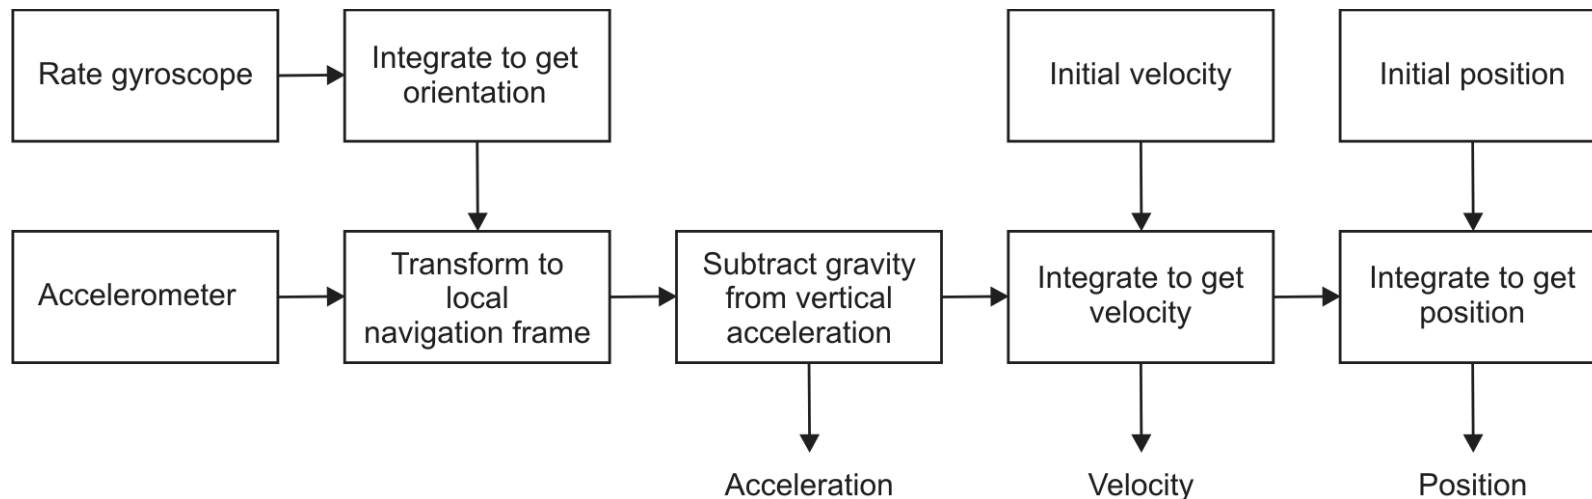 Rate gyroscope
Integrate to get
orientation
Initial velocity
Initial position
Accelerometer
Transform to
local
navigation frame
Subtract gravity
from vertical
acceleration
Integrate to get
velocity
Integrate to get
position
Acceleration
Velocity
Position